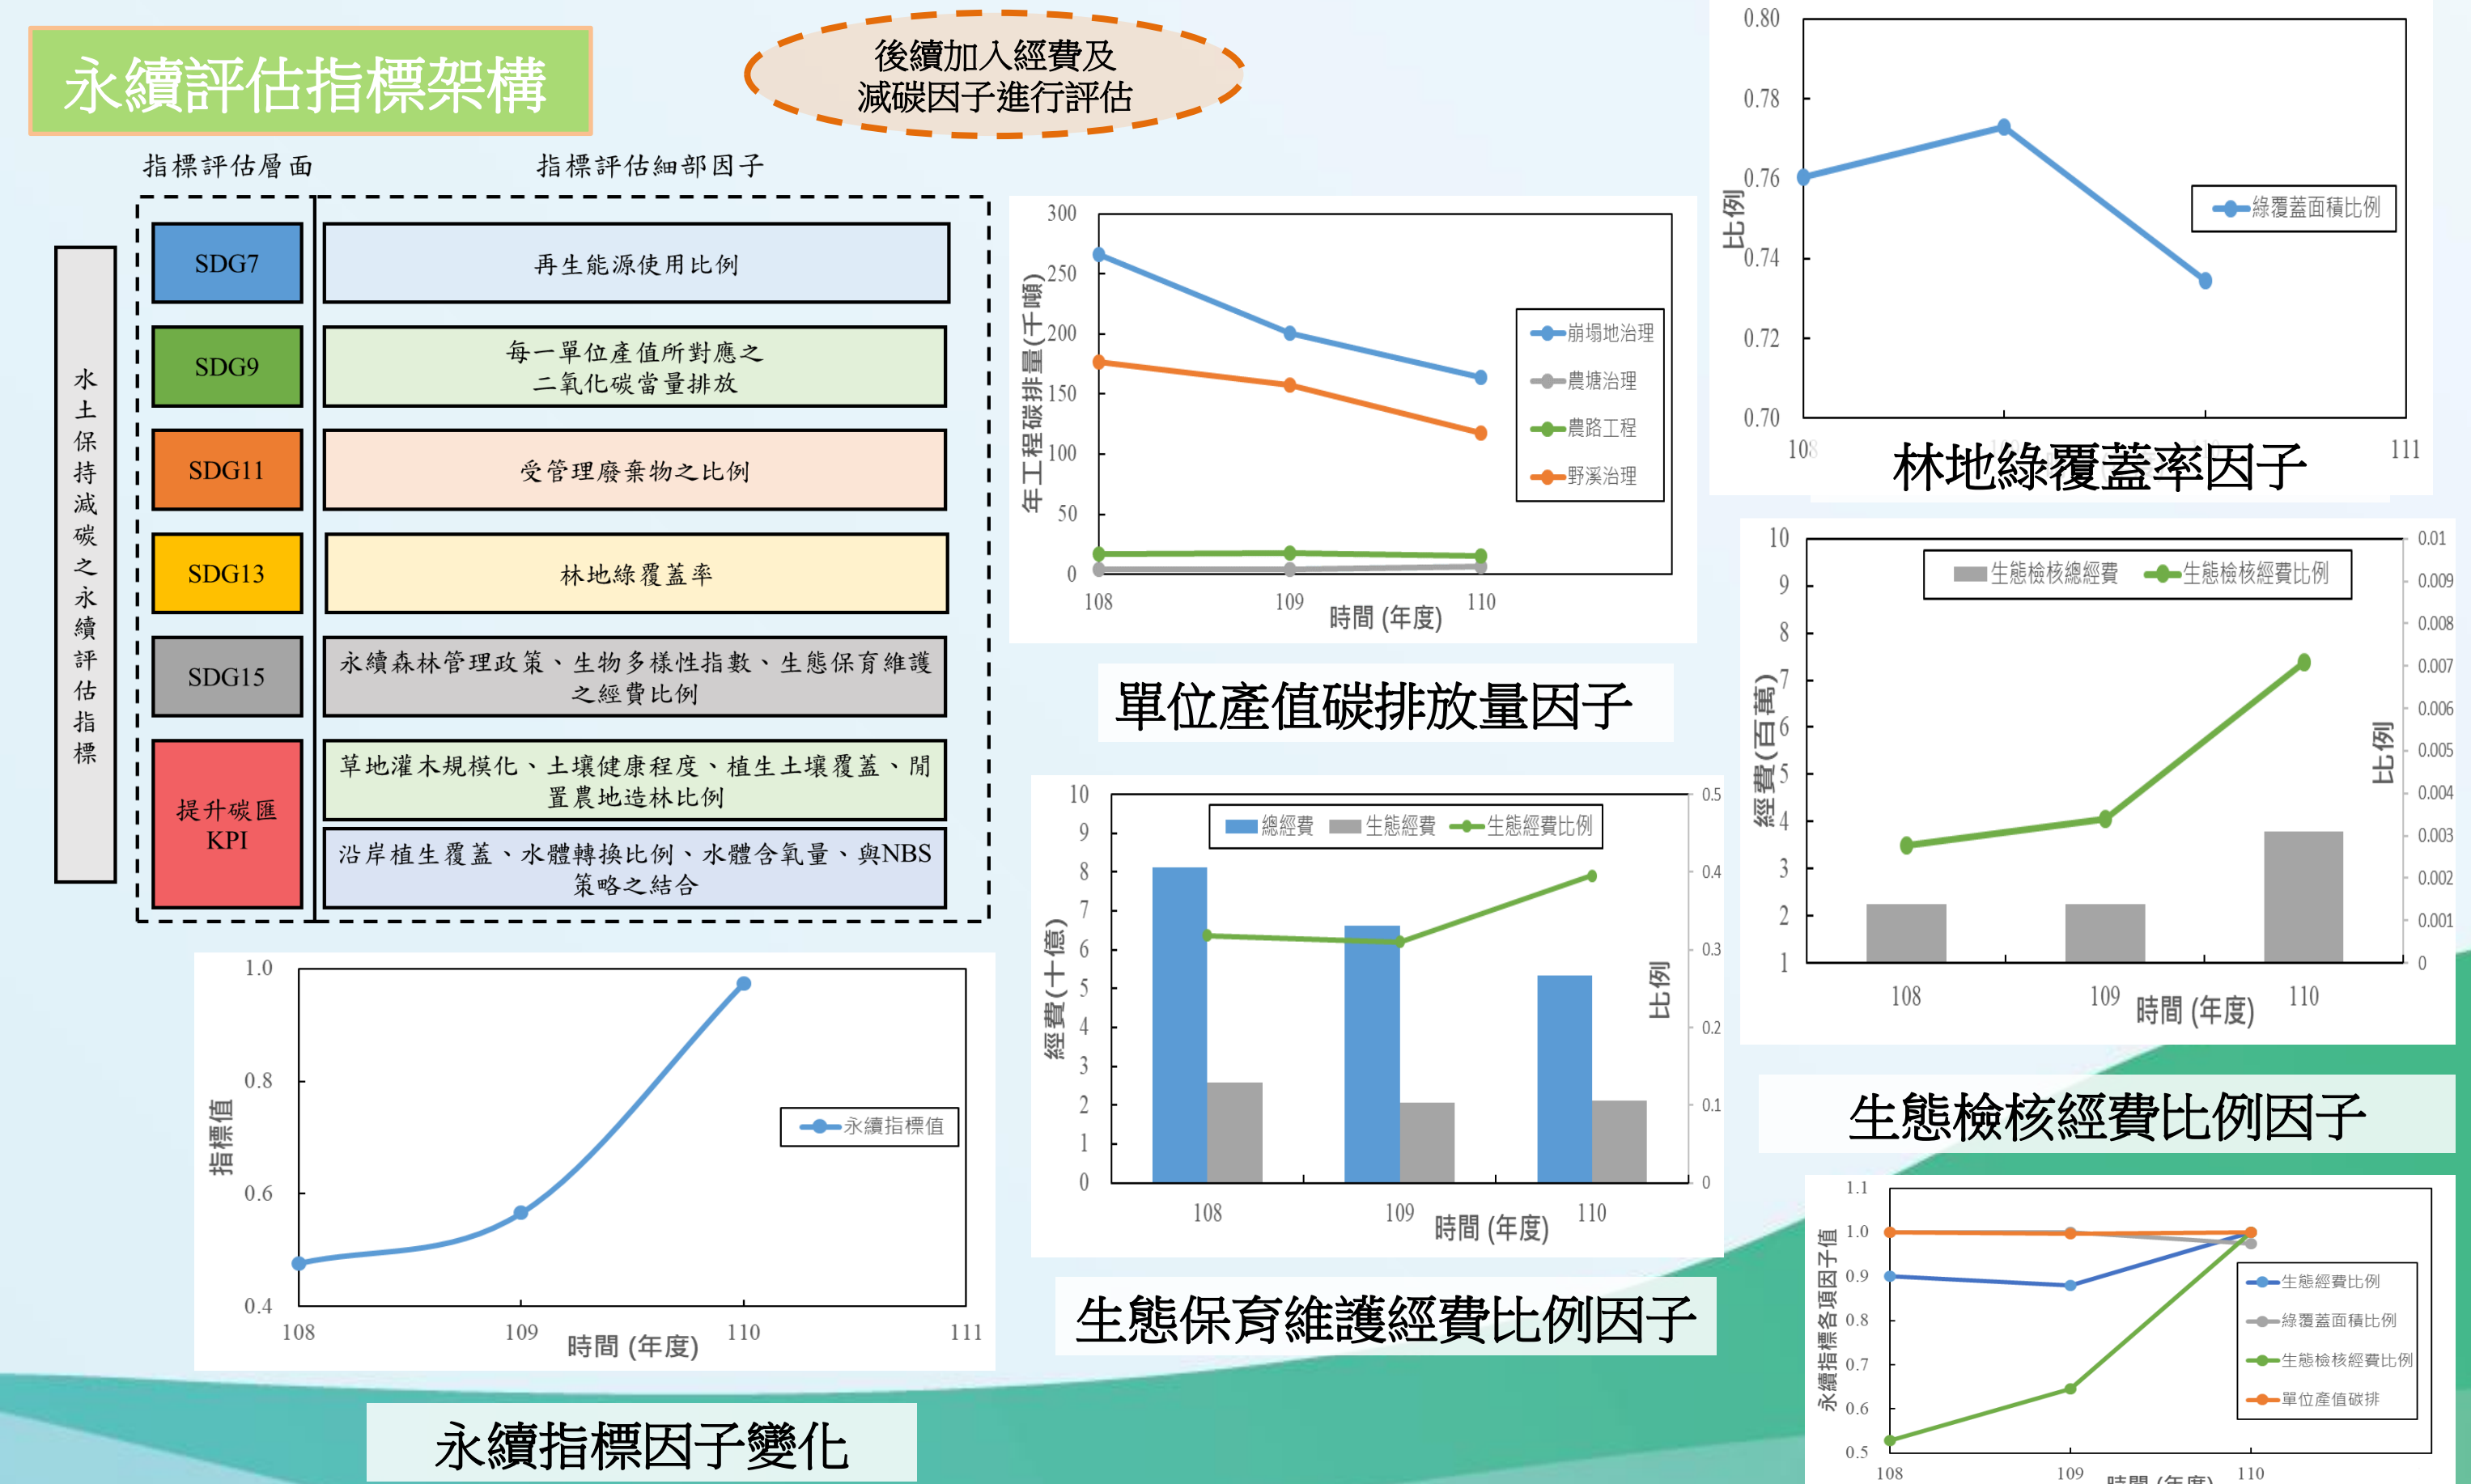 永續評估指標架構
後續加入經費及
減碳因子進行評估
指標評估層面
指標評估細部因子
水土保持減碳之永續評估指標
SDG7
再生能源使用比例
SDG9
每一單位產值所對應之
二氧化碳當量排放
SDG11
受管理廢棄物之比例
SDG13
林地綠覆蓋率
SDG15
永續森林管理政策、生物多樣性指數、生態保育維護
之經費比例
提升碳匯
KPI
草地灌木規模化、土壤健康程度、植生土壤覆蓋、閒
置農地造林比例
沿岸植生覆蓋、水體轉換比例、水體含氧量、與NBS
策略之結合
1.0
0.8
0.6
0.4
指標值
永續指標值
108
109
110
111
時間 (年度)
永續指標因子變化
300
250
200
150
100
50
0
年工程碳排量(千噸)
崩塌地治理
農塘治理
農路工程
野溪治理
108
109
110
時間 (年度)
單位產值碳排放量因子
10
9
8
7
6
5
4
3
2
1
0
經費(十億)
總經費
生態經費
生態經費比例
0.5
0.4
0.3
0.2
0.1
0
比例
108
109
110
時間 (年度)
生態保育維護經費比例因子
0.80
0.78
0.76
0.74
0.72
0.70
比例
綠覆蓋面積比例
108
111
林地綠覆蓋率因子
10
9
8
7
6
5
4
3
2
1
經費(百萬)
生態檢核總經費
生態檢核經費比例
0.01
0.009
0.008
0.007
0.006
0.005
0.004
0.003
0.002
0.001
0
比例
108
109
110
時間 (年度)
生態檢核經費比例因子
1.1
1.0
0.9
0.8
0.7
0.6
0.5
永續指標各項因子值
生態經費比例
綠覆蓋面積比例
生態檢核經費比例
單位產值碳排
108
109
110
時間 (年度)